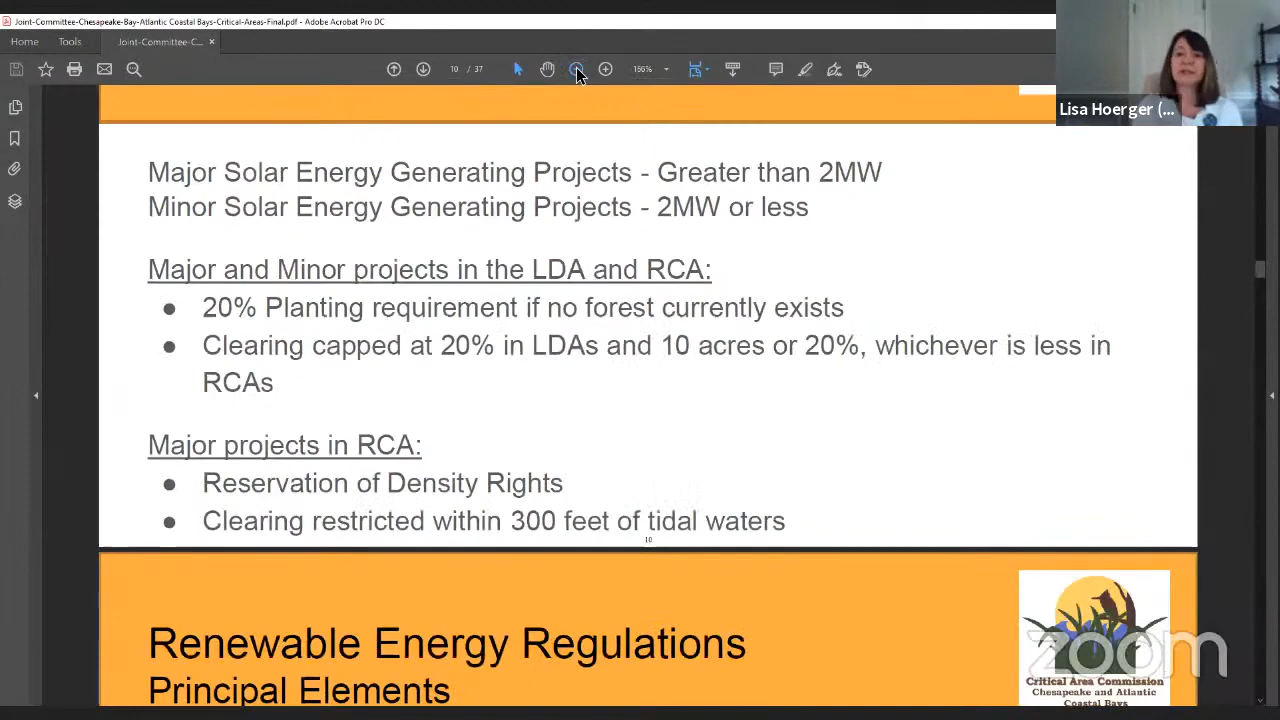 Joint-Committee-Chesapeake-Bay-Atlantic Coastal-Bays-Critical-Areas-Final.pdf - Adobe Acrobat Pro DC
Home
Tools
Joint-Committee-C...
10 / 37
156%
Lisa Hoerger (...
Major Solar Energy Generating Projects - Greater than 2MW
Minor Solar Energy Generating Projects - 2MW or less
Major and Minor projects in the LDA and RCA:
● 20% Planting requirement if no forest currently exists
● Clearing capped at 20% in LDAs and 10 acres or 20%, whichever is less in
RCAs
Major projects in RCA:
● Reservation of Density Rights
● Clearing restricted within 300 feet of tidal waters
10
Renewable Energy Regulations
Principal Elements
zoom
Critical Area Commission
Chesapeake and Atlantic
Coastal Bays